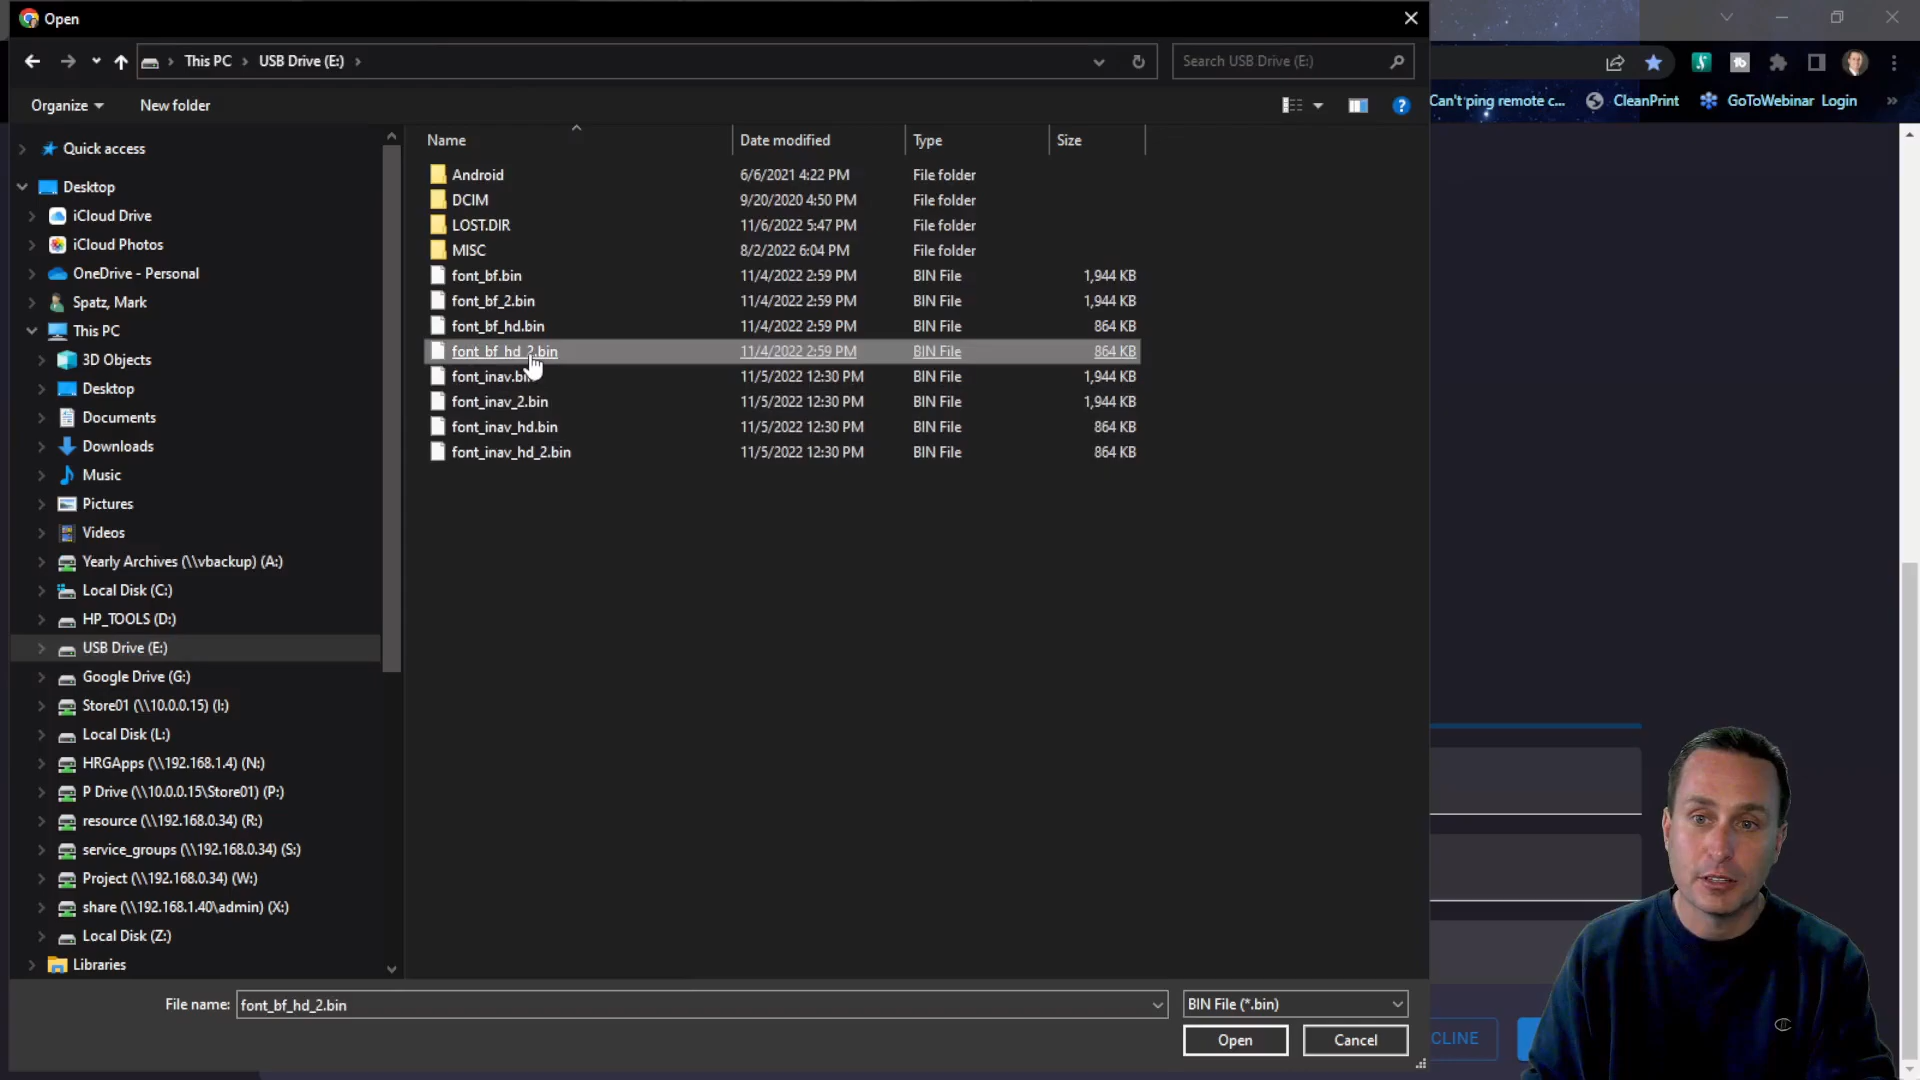 Open
This PC
USB Drive (E:)
Search USB Drive (E:)
Organize
New folder
Can't ping remote c...
CleanPrint
GoToWebinar Login
Name
Date modified
Type
Size
Quick access
Desktop
iCloud Drive
iCloud Photos
OneDrive - Personal
Spatz, Mark
This PC
3D Objects
Desktop
Documents
Downloads
Music
Pictures
Videos
Yearly Archives (\\vbackup) (A:)
Local Disk (C:)
HP_TOOLS (D:)
USB Drive (E:)
Google Drive (G:)
Store01 (\\10.0.0.15) (I:)
Local Disk (L:)
HRGApps (\\192.168.1.4) (N:)
P Drive (\\10.0.0.15\Store01) (P:)
resource (\\192.168.0.34) (R:)
service_groups (\\192.168.0.34) (S:)
Project (\\192.168.0.34) (W:)
share (\\192.168.1.40\admin) (X:)
Local Disk (Z:)
Libraries
Android 6/6/2021 4:22 PM File folder
DCIM 9/20/2020 4:50 PM File folder
LOST.DIR 11/6/2022 5:47 PM File folder
MISC 8/2/2022 6:04 PM File folder
font_bf.bin 11/4/2022 2:59 PM BIN File 1,944 KB
font_bf_2.bin 11/4/2022 2:59 PM BIN File 1,944 KB
font_bf_hd.bin 11/4/2022 2:59 PM BIN File 864 KB
font_bf_hd_2.bin 11/4/2022 2:59 PM BIN File 864 KB
font_inav.bin 11/5/2022 12:30 PM BIN File 1,944 KB
font_inav_2.bin 11/5/2022 12:30 PM BIN File 1,944 KB
font_inav_hd.bin 11/5/2022 12:30 PM BIN File 864 KB
font_inav_hd_2.bin 11/5/2022 12:30 PM BIN File 864 KB
File name: font_bf_hd_2.bin
BIN File (*.bin)
Open
Cancel
CLINE